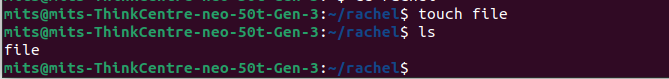 mits@mits-ThinkCentre-neo-50t-Gen-3:~/rachel$ touch file
mits@mits-ThinkCentre-neo-50t-Gen-3:~/rachel$ ls
file
mits@mits-ThinkCentre-neo-50t-Gen-3:~/rachel$